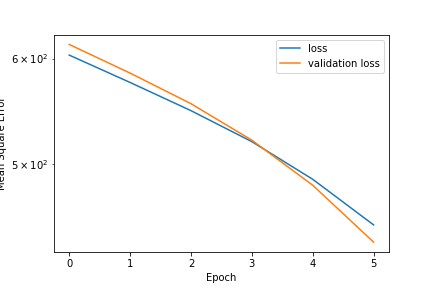 loss
validation loss
6 × 10²
5 × 10²
Mean Square Error
0 1 2 3 4 5
Epoch